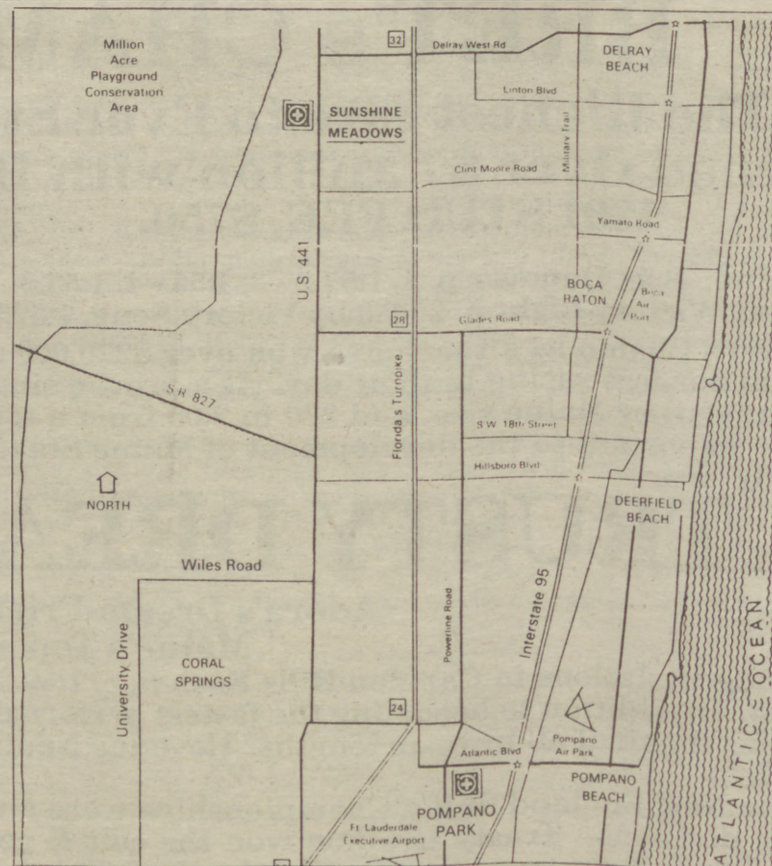 Million
Acre
Playground
Conservation
Area
32
Delray West Rd
DELRAY
BEACH
Linton Blvd
SUNSHINE
MEADOWS
Military Trail
Clint Moore Road
Yamato Road
U.S. 441
BOCA
RATON
Boca
Air
Port
28
Glades Road
S.R. 827
Florida's Turnpike
S.W. 18th Street
Hillsboro Blvd
NORTH
DEERFIELD
BEACH
Wiles Road
Interstate 95
Powerline Road
University Drive
CORAL
SPRINGS
ATLANTIC OCEAN
24
Atlantic Blvd
Pompano
Air Park
POMPANO
BEACH
POMPANO
PARK
Ft. Lauderdale
Executive Airport